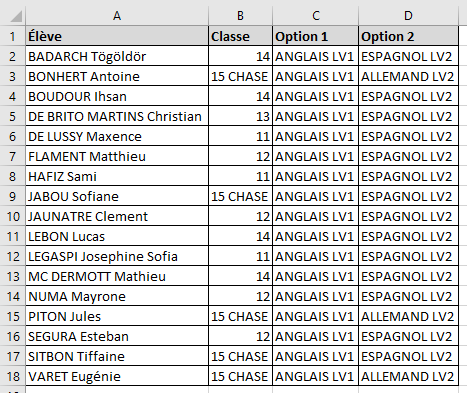 A B C D
1 Élève Classe Option 1 Option 2
2 BADARCH Tögöldör 14 ANGLAIS LV1 ESPAGNOL LV2
3 BONHERT Antoine 15 CHASE ANGLAIS LV1 ALLEMAND LV2
4 BOUDOUR Ihsan 14 ANGLAIS LV1 ESPAGNOL LV2
5 DE BRITO MARTINS Christian 13 ANGLAIS LV1 ESPAGNOL LV2
6 DE LUSSY Maxence 11 ANGLAIS LV1 ESPAGNOL LV2
7 FLAMENT Matthieu 12 ANGLAIS LV1 ESPAGNOL LV2
8 HAFIZ Sami 11 ANGLAIS LV1 ESPAGNOL LV2
9 JABOU Sofiane 15 CHASE ANGLAIS LV1 ESPAGNOL LV2
10 JAUNATRE Clement 12 ANGLAIS LV1 ESPAGNOL LV2
11 LEBON Lucas 14 ANGLAIS LV1 ESPAGNOL LV2
12 LEGASPI Josephine Sofia 11 ANGLAIS LV1 ESPAGNOL LV2
13 MC DERMOTT Mathieu 14 ANGLAIS LV1 ESPAGNOL LV2
14 NUMA Mayrone 12 ANGLAIS LV1 ESPAGNOL LV2
15 PITON Jules 15 CHASE ANGLAIS LV1 ALLEMAND LV2
16 SEGURA Esteban 12 ANGLAIS LV1 ESPAGNOL LV2
17 SITBON Tiffaine 15 CHASE ANGLAIS LV1 ESPAGNOL LV2
18 VARET Eugénie 15 CHASE ANGLAIS LV1 ALLEMAND LV2